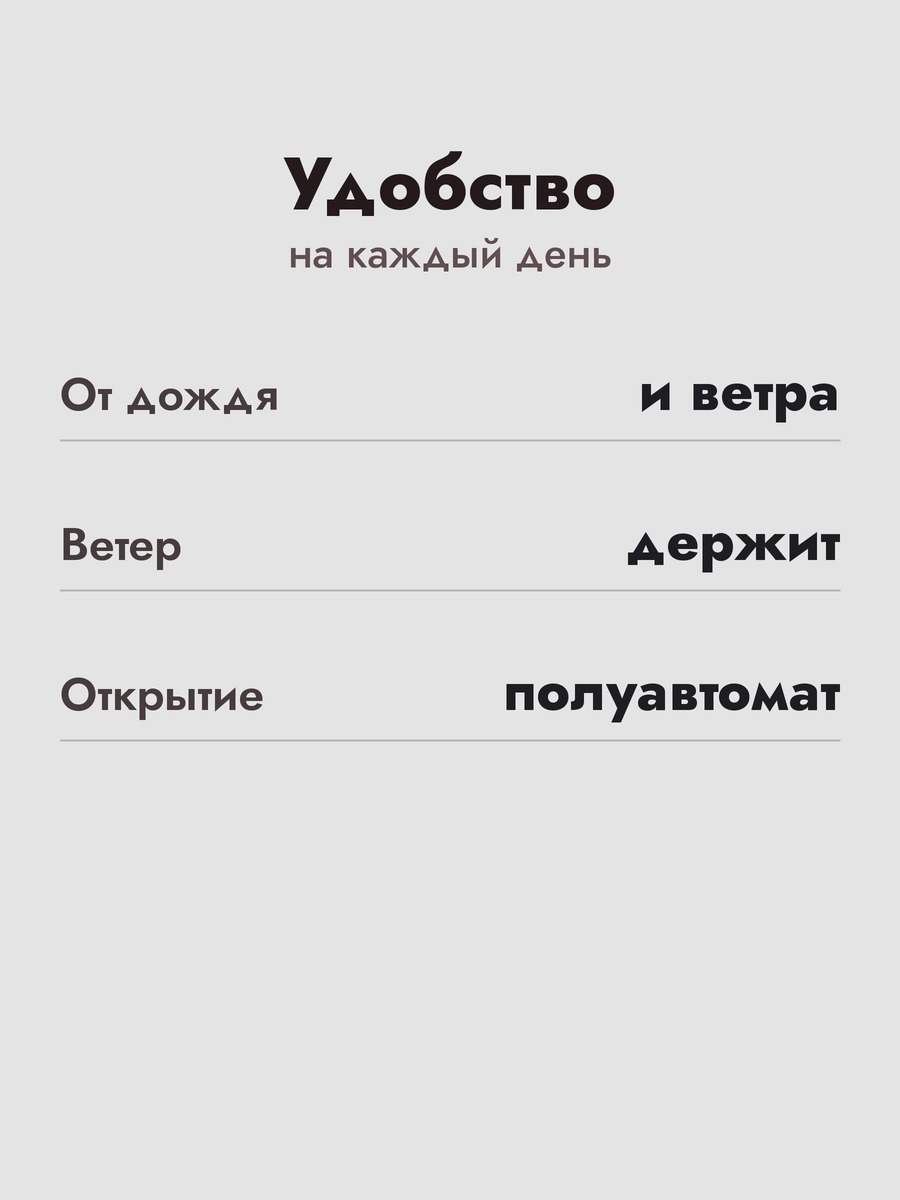 Удобство
на каждый день
От дождя и ветра
Ветер держит
Открытие полуавтомат